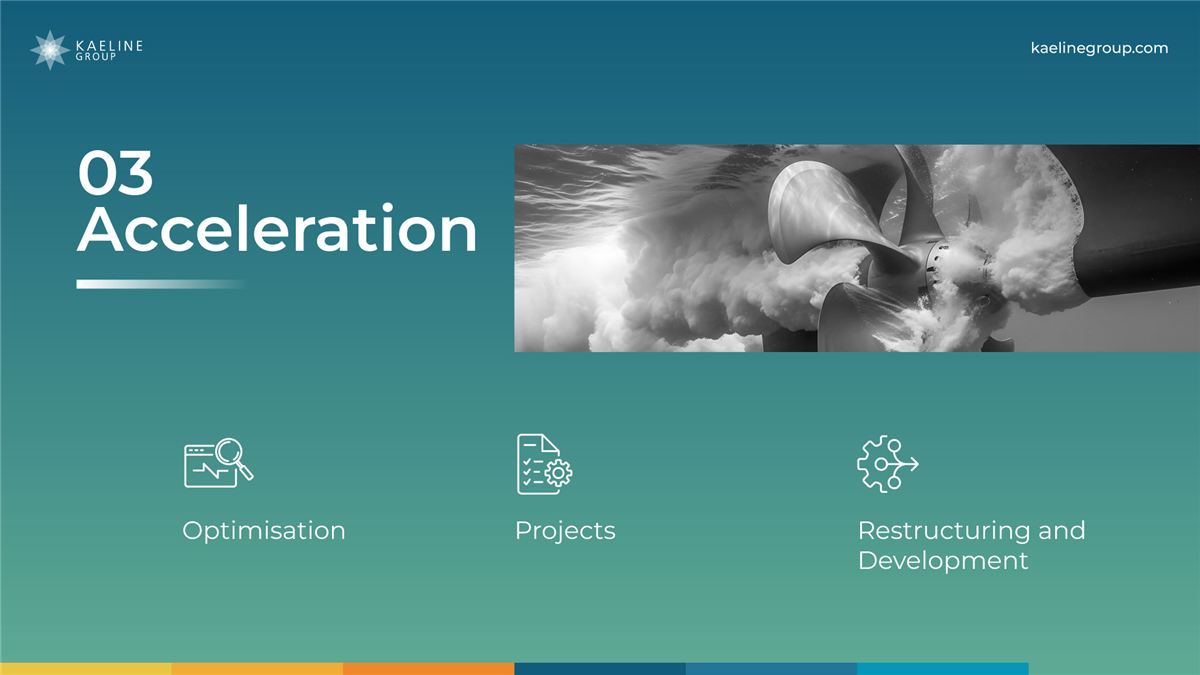 KAELINE
GROUP
kaelinegroup.com
03
Acceleration
Optimisation
Projects
Restructuring and
Development